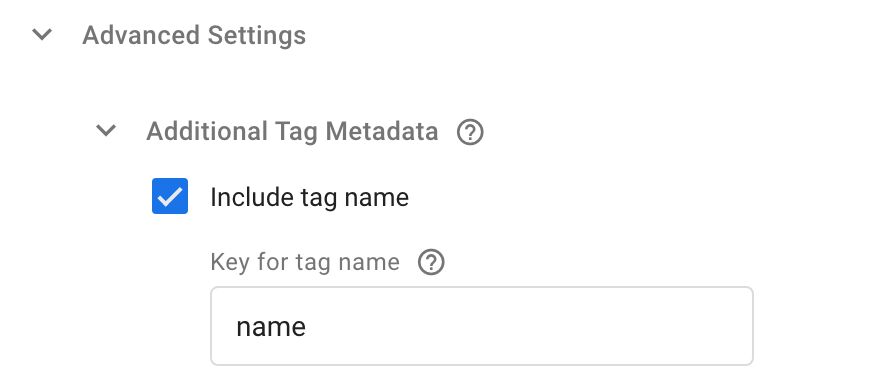 Advanced Settings
Additional Tag Metadata
Include tag name
Key for tag name
name